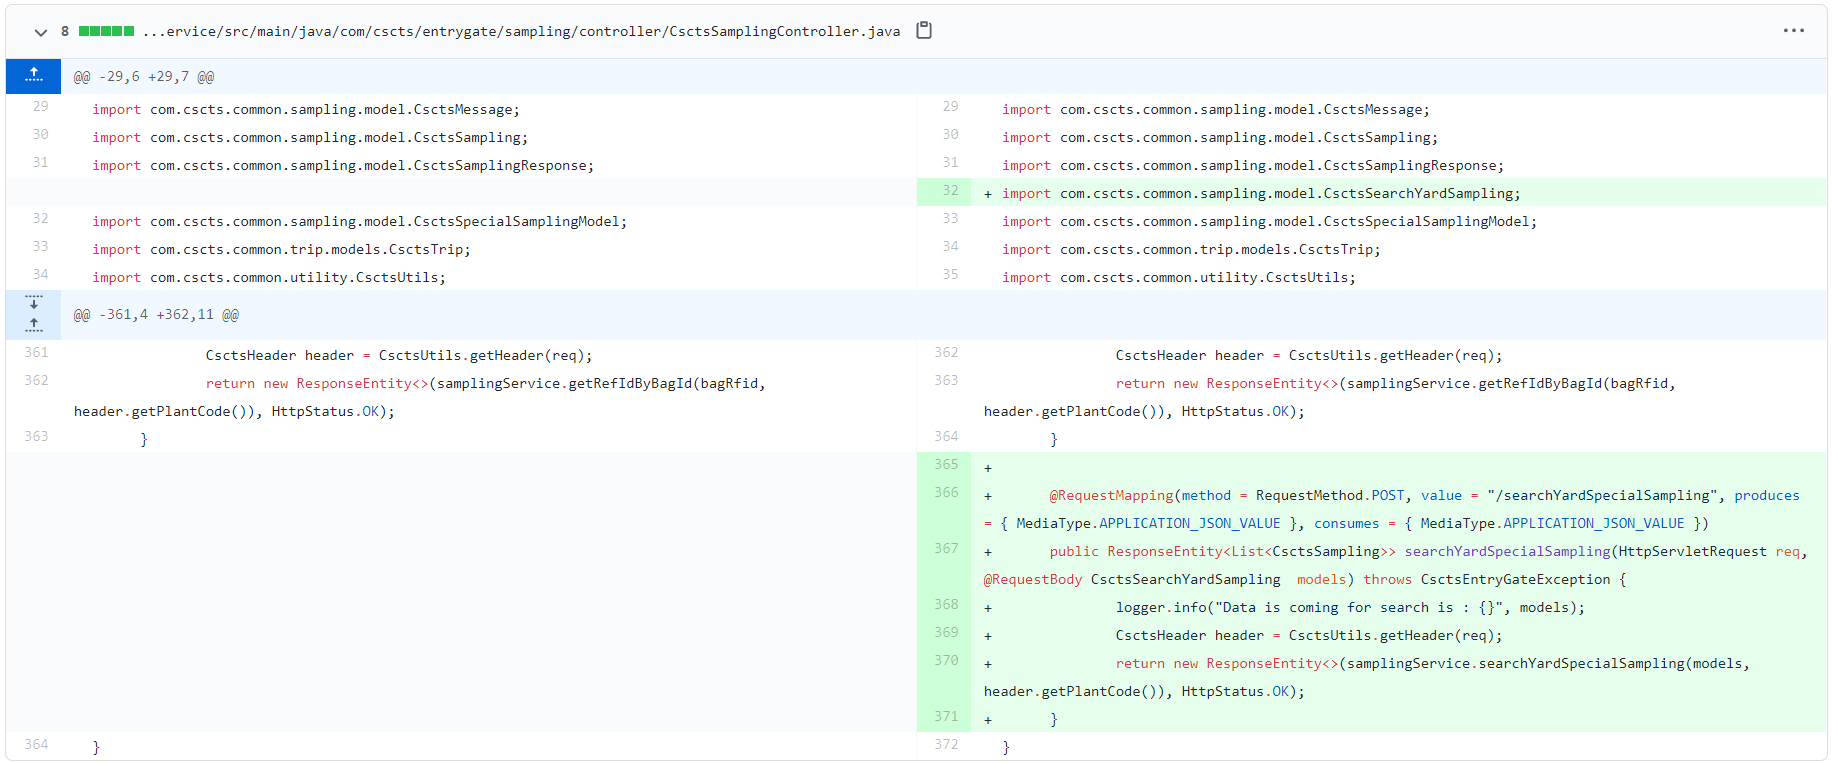 8 ...ervice/src/main/java/com/cscts/entrygate/sampling/controller/CsctsSamplingController.java
@@ -29,6 +29,7 @@
29 import com.cscts.common.sampling.model.CsctsMessage; 29 import com.cscts.common.sampling.model.CsctsMessage;
30 import com.cscts.common.sampling.model.CsctsSampling; 30 import com.cscts.common.sampling.model.CsctsSampling;
31 import com.cscts.common.sampling.model.CsctsSamplingResponse; 31 import com.cscts.common.sampling.model.CsctsSamplingResponse;
32 + import com.cscts.common.sampling.model.CsctsSearchYardSampling;
32 import com.cscts.common.sampling.model.CsctsSpecialSamplingModel; 33 import com.cscts.common.sampling.model.CsctsSpecialSamplingModel;
33 import com.cscts.common.trip.models.CsctsTrip; 34 import com.cscts.common.trip.models.CsctsTrip;
34 import com.cscts.common.utility.CsctsUtils; 35 import com.cscts.common.utility.CsctsUtils;
@@ -361,4 +362,11 @@
361 CsctsHeader header = CsctsUtils.getHeader(req); 362 CsctsHeader header = CsctsUtils.getHeader(req);
362 return new ResponseEntity<>(samplingService.getRefIdByBagId(bagRfid, 363 return new ResponseEntity<>(samplingService.getRefIdByBagId(bagRfid,
header.getPlantCode()), HttpStatus.OK); header.getPlantCode()), HttpStatus.OK);
363 } 364 }
365 +
366 + @RequestMapping(method = RequestMethod.POST, value = "/searchYardSpecialSampling", produces
= { MediaType.APPLICATION_JSON_VALUE }, consumes = { MediaType.APPLICATION_JSON_VALUE })
367 + public ResponseEntity<List<CsctsSampling>> searchYardSpecialSampling(HttpServletRequest req,
@RequestBody CsctsSearchYardSampling  models) throws CsctsEntryGateException {
368 + logger.info("Data is coming for search is : {}", models);
369 + CsctsHeader header = CsctsUtils.getHeader(req);
370 + return new ResponseEntity<>(samplingService.searchYardSpecialSampling(models,
header.getPlantCode()), HttpStatus.OK);
371 + }
364 } 372 }